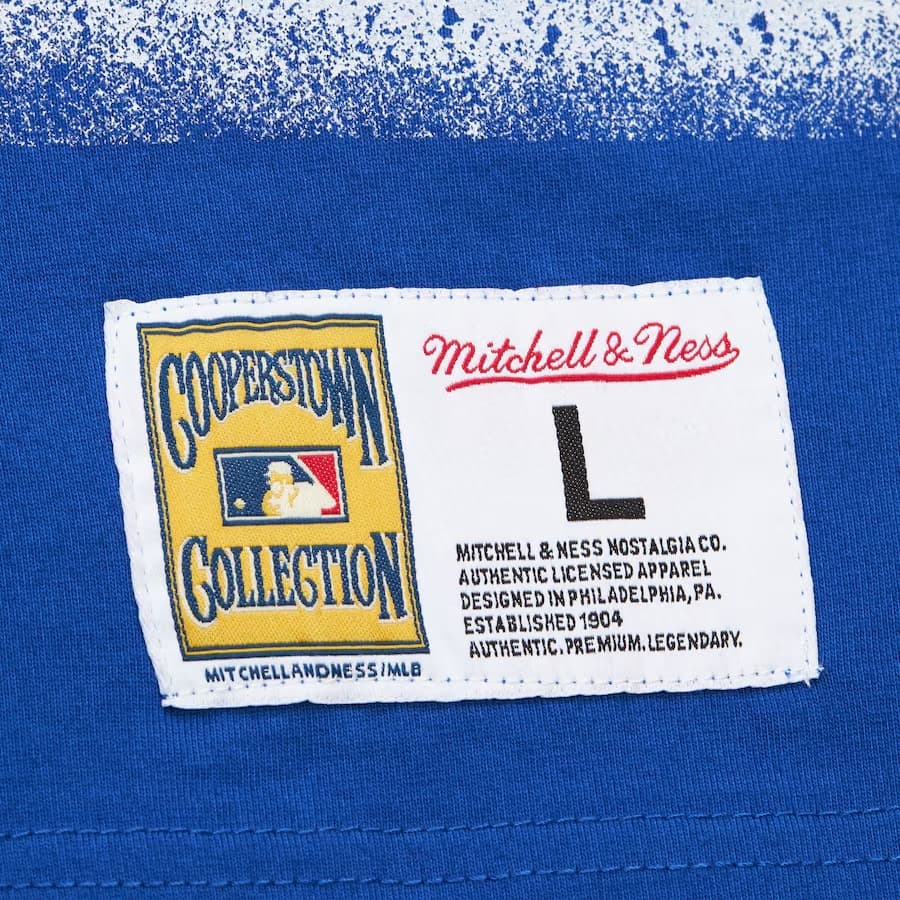 COOPERSTOWN
COLLECTION
MITCHELLANDNESS/MLB
Mitchell & Ness
L
MITCHELL & NESS NOSTALGIA CO.
AUTHENTIC LICENSED APPAREL
DESIGNED IN PHILADELPHIA, PA.
ESTABLISHED 1904
AUTHENTIC. PREMIUM. LEGENDARY.